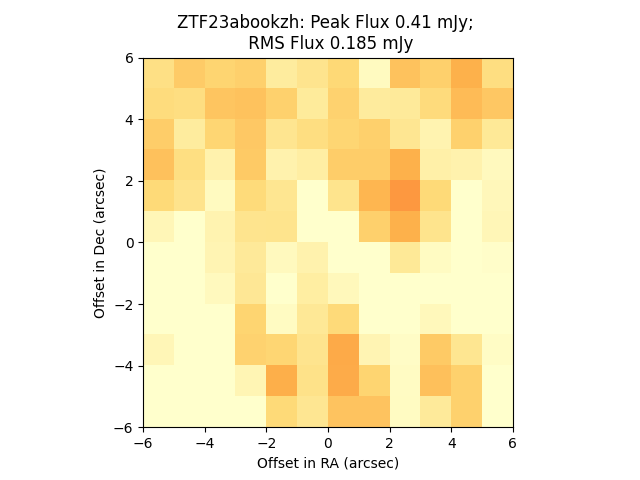 ZTF23abookzh: Peak Flux 0.41 mJy;
RMS Flux 0.185 mJy
6
4
2
0
−2
−4
−6
Offset in Dec (arcsec)
−6 −4 −2 0 2 4 6
Offset in RA (arcsec)